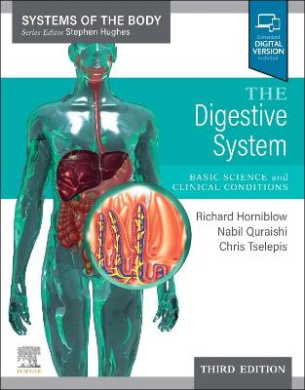 SYSTEMS OF THE BODY
Series Editor Stephen Hughes
Enhanced
DIGITAL
VERSION
Included
THE
Digestive
System
BASIC SCIENCE and
CLINICAL CONDITIONS
Richard Horniblow
Nabil Quraishi
Chris Tselepis
ELSEVIER
THIRD EDITION